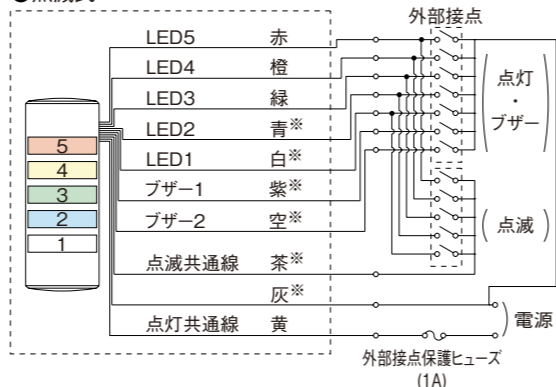 外部接点
LED5 赤
LED4 橙
LED3 緑
LED2 青※
LED1 白※
ブザー1 紫※
ブザー2 空※
点滅共通線 茶※
灰※
点灯共通線 黄
5
4
3
2
1
(点灯・ブザー)
(点滅)
)電源
外部接点保護ヒューズ
(1A)